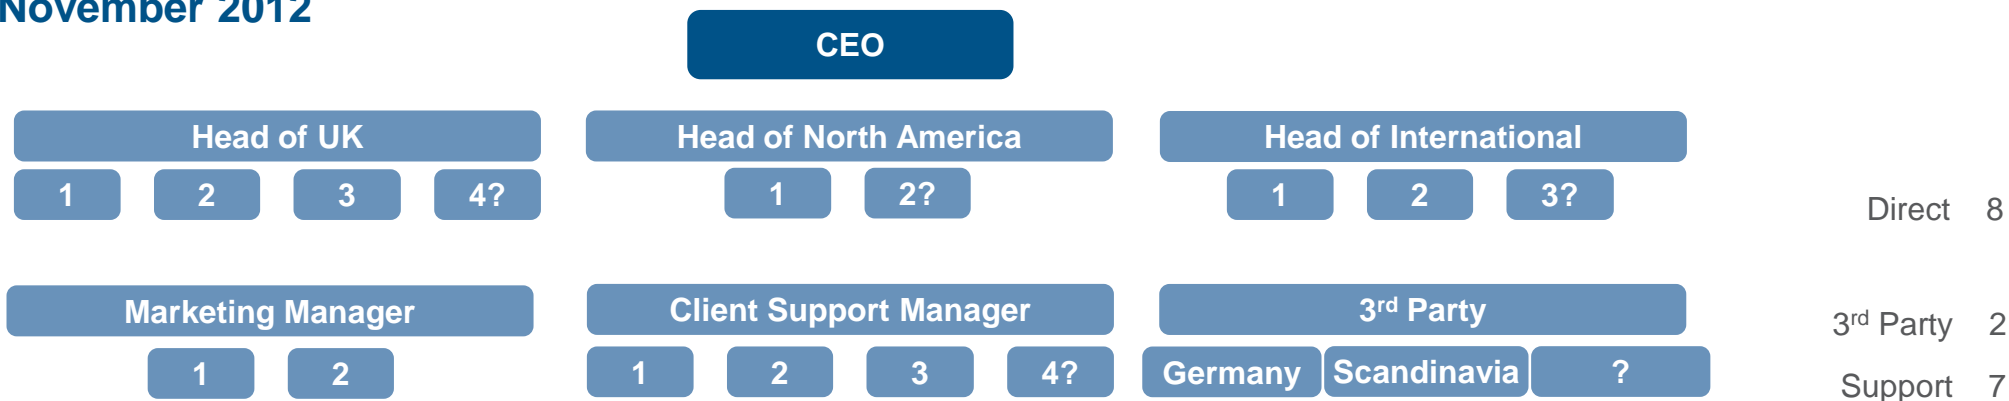 November 2012
CEO
Head of UK
Head of North America
Head of International
1 2 3 4?
1 2?
1 2 3?
Direct 8
Marketing Manager
Client Support Manager
3rd Party
3rd Party 2
1 2
1 2 3 4?
Germany Scandinavia ?
Support 7